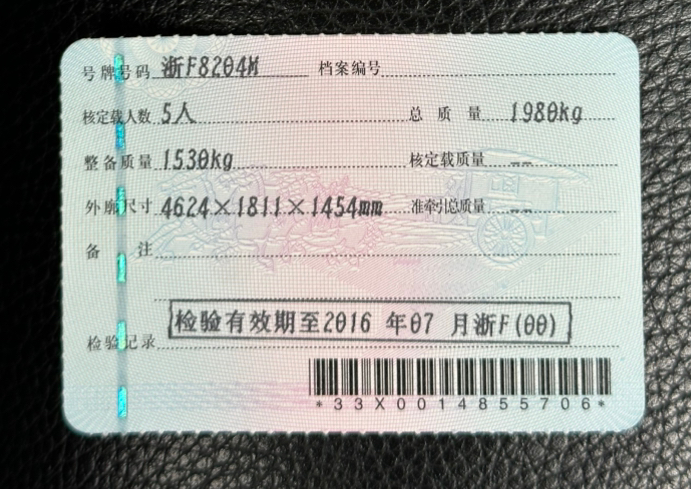 号牌号码 浙F8204M 档案编号
核定载人数 5人 总质量 1980kg
整备质量 1530kg 核定载质量 --
外廓尺寸 4624×1811×1454mm 准牵引总质量 --
备 注
检验有效期至2016 年07 月浙F(00)
检验记录
*33X0014855706*